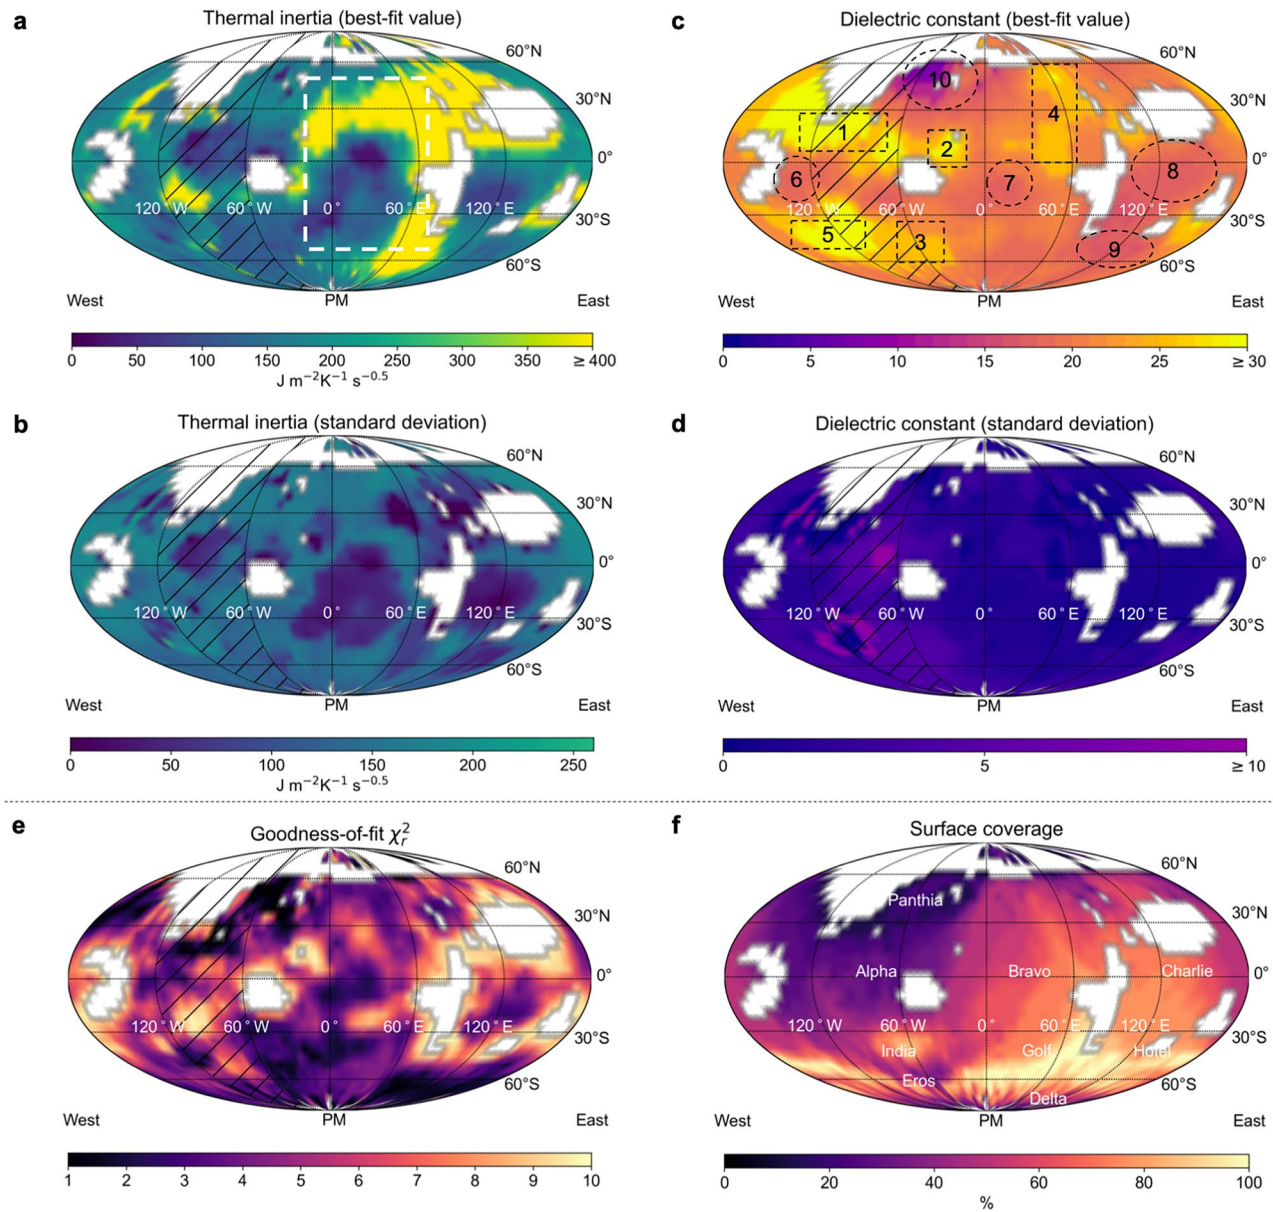 a
Thermal inertia (best-fit value)
60°N
30°N
0°
120°W 60°W 0° 60°E 120°E
30°S
60°S
West PM East
0 50 100 150 200 250 300 350 ≥ 400
J m⁻²K⁻¹ s⁻⁰·⁵
c
Dielectric constant (best-fit value)
60°N
10
30°N
4
1
2
0°
8
6
7
120°W 60°W 0° 60°E 120°E
30°S
5
3
9
60°S
West PM East
0 5 10 15 20 25 ≥ 30
b
Thermal inertia (standard deviation)
60°N
30°N
0°
120°W 60°W 0° 60°E 120°E
30°S
60°S
West PM East
0 50 100 150 200 250
J m⁻²K⁻¹ s⁻⁰·⁵
d
Dielectric constant (standard deviation)
60°N
30°N
0°
120°W 60°W 0° 60°E 120°E
30°S
60°S
West PM East
0 5 ≥ 10
e
Goodness-of-fit χᵣ²
60°N
30°N
0°
120°W 60°W 0° 60°E 120°E
30°S
60°S
West PM East
1 2 3 4 5 6 7 8 9 10
f
Surface coverage
60°N
Panthia
30°N
Alpha Bravo Charlie 0°
120°W 60°W 0° 60°E 120°E
30°S
India Golf Hotel
Eros
60°S
Delta
West PM East
0 20 40 60 80 100
%